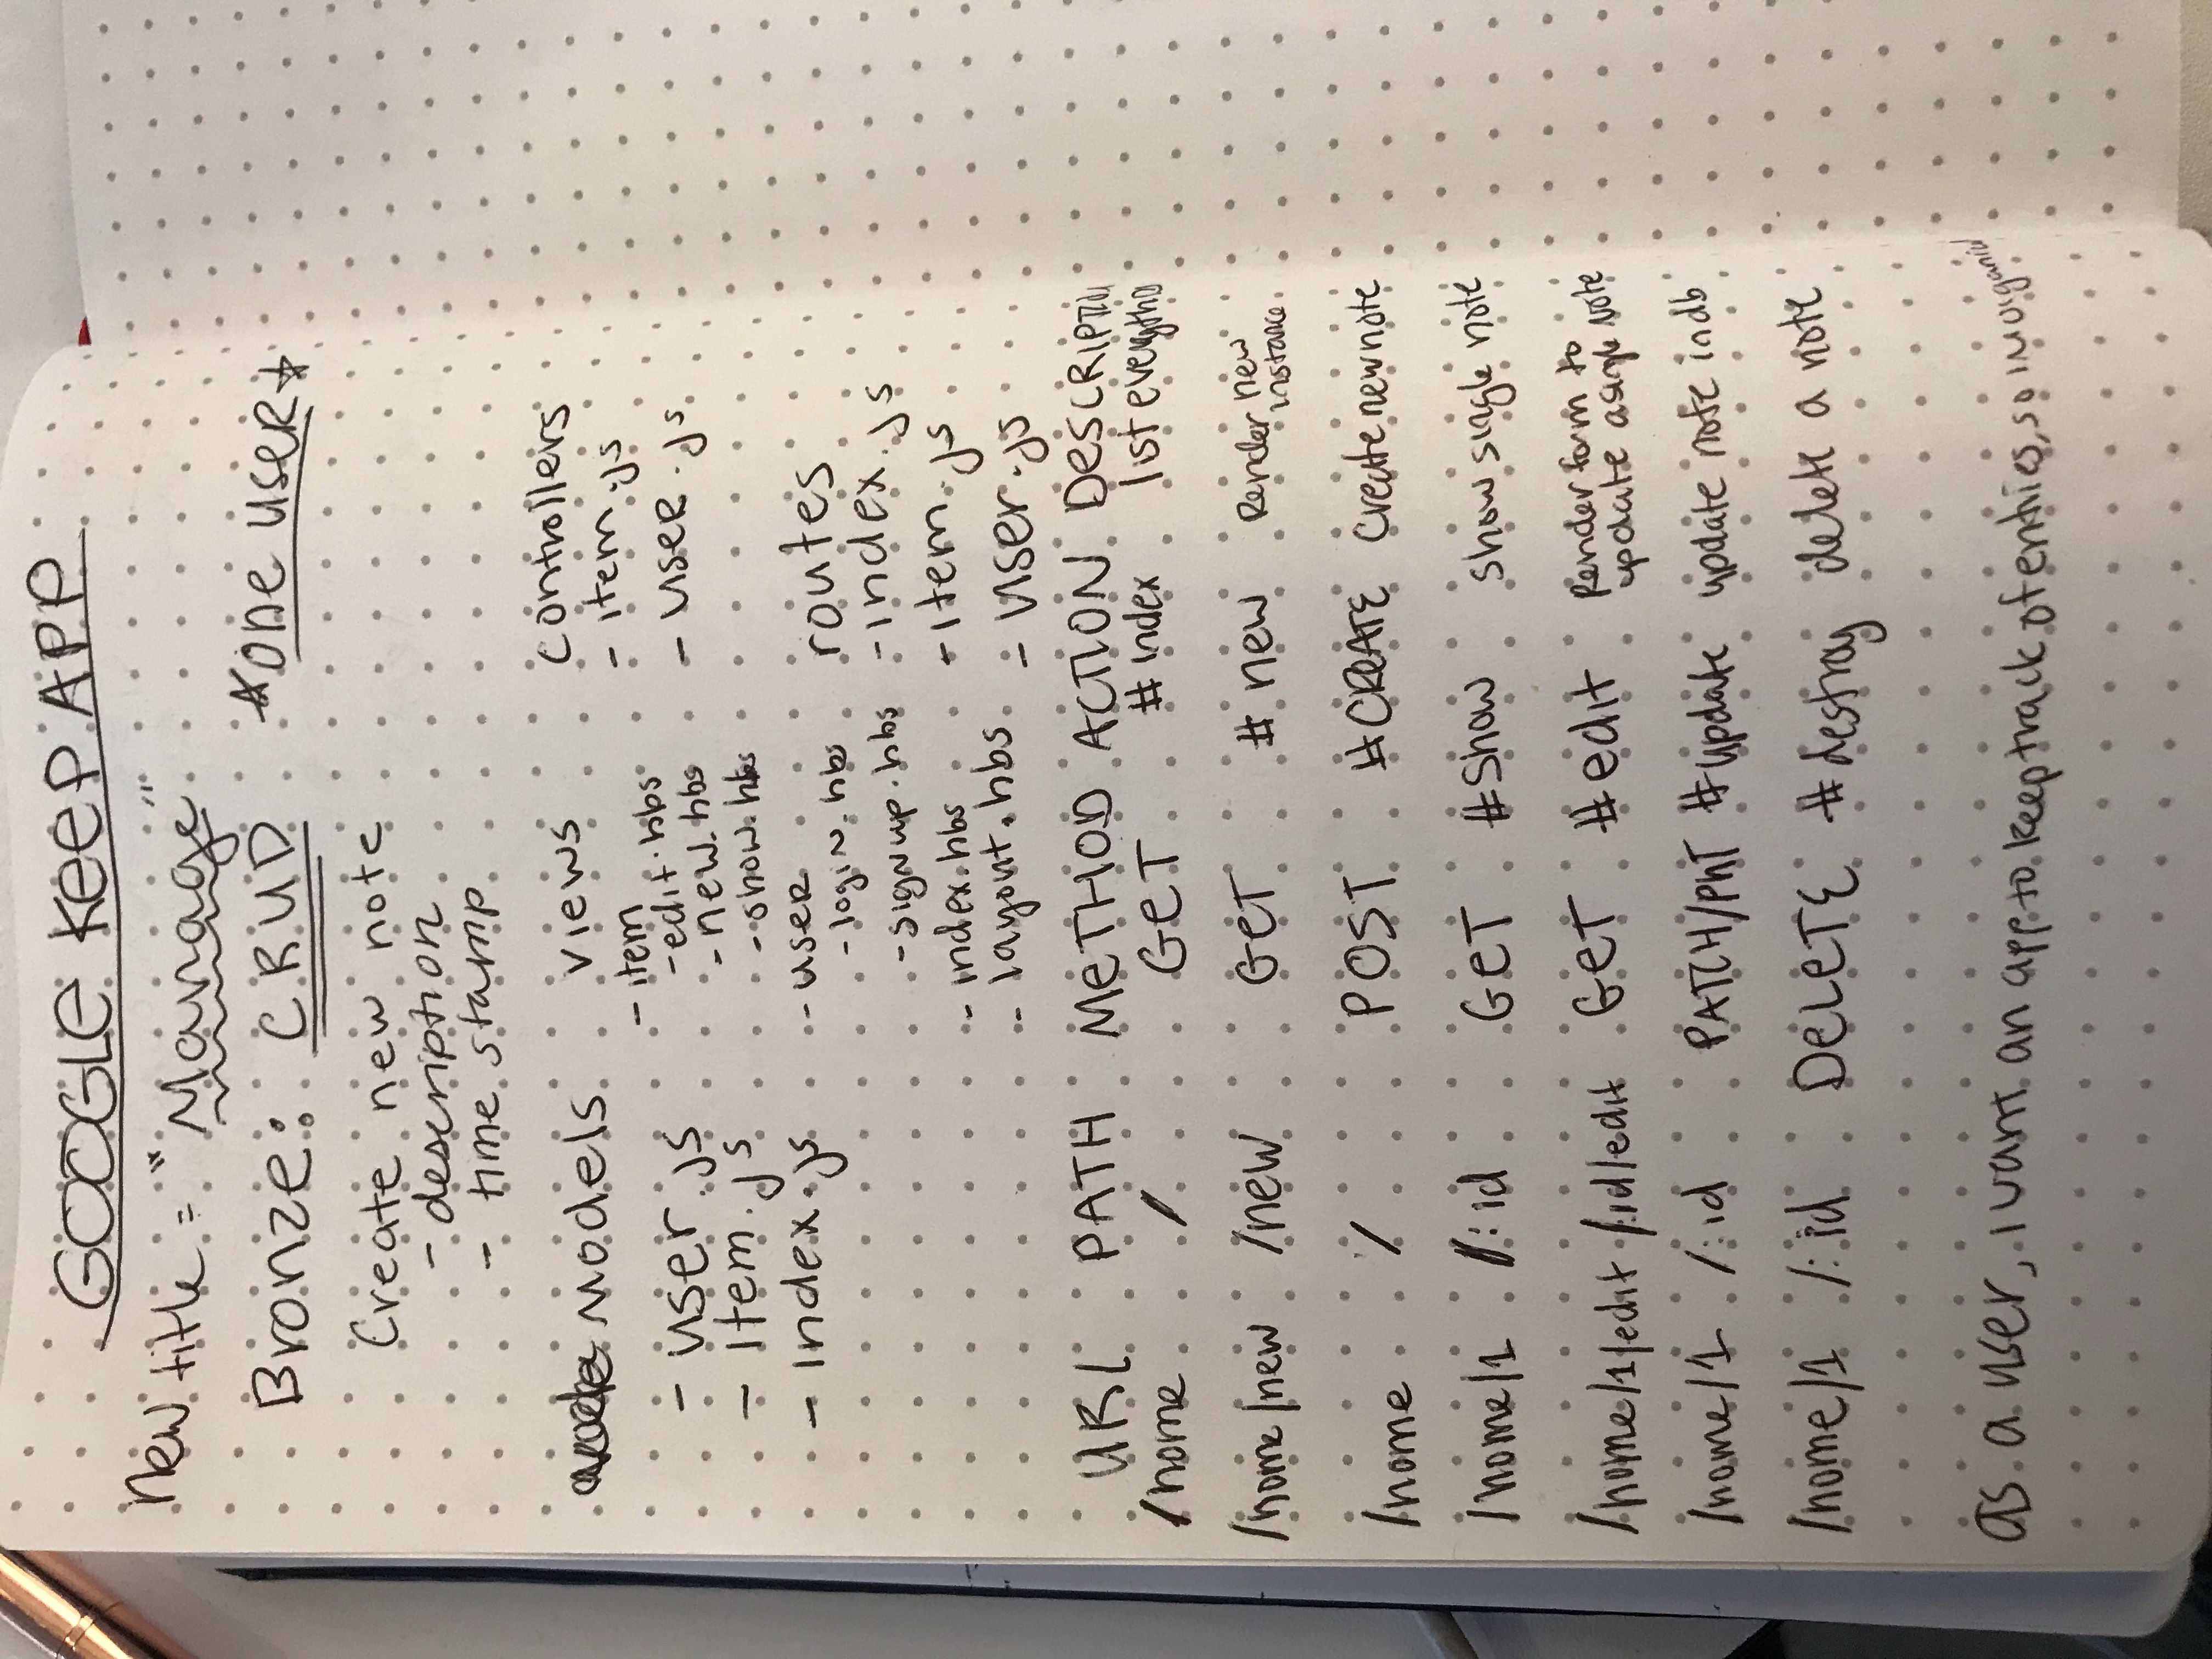 GOOGLE KEEP APP
New title = "Manage"
Bronze: CRUD *ONE USER*
Create new note
- description
- time stamp
Models
- user.js
- Item.js
- Index.js
views
- item
- edit.hbs
- new.hbs
- show.hbs
- user
- login.hbs
- signup.hbs
- index.hbs
- layout.hbs
controllers
- item.js
- user.js
routes
- index.js
- item.js
- user.js
URL PATH METHOD ACTION DESCRIPTION
/home / GET #index list everything
/home/new /new GET #new Render new instance
/home / POST #CREATE Create new note
/home/1 /:id GET #show show single note
/home/1/edit /:id/edit GET #edit Render form to update a single note
/home/1 /:id PATCH/PUT #update update note in db
/home/1 /:id DELETE #destroy delete a note
as a user, I want an app to keep track of entries, so I'm organized